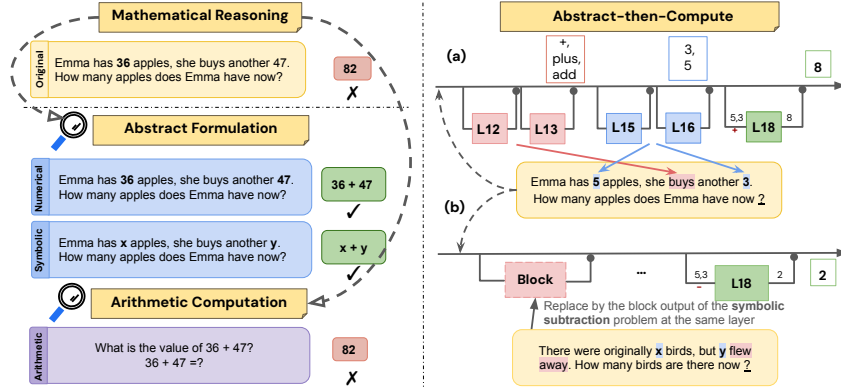 Mathematical Reasoning
Original
Emma has 36 apples, she buys another 47.
How many apples does Emma have now?
82
✗
Abstract Formulation
Numerical
Emma has 36 apples, she buys another 47.
How many apples does Emma have now?
36 + 47
✓
Symbolic
Emma has x apples, she buys another y.
How many apples does Emma have now?
x + y
✓
Arithmetic Computation
Arithmetic
What is the value of 36 + 47?
36 + 47 =?
82
✗
Abstract-then-Compute
(a)
+,
plus,
add
3,
5
8
L12
L13
L15
L16
5,3
+
L18
8
Emma has 5 apples, she buys another 3.
How many apples does Emma have now ?
(b)
Block
...
5,3
-
L18
2
2
Replace by the block output of the symbolic
subtraction problem at the same layer
There were originally x birds, but y flew
away. How many birds are there now ?